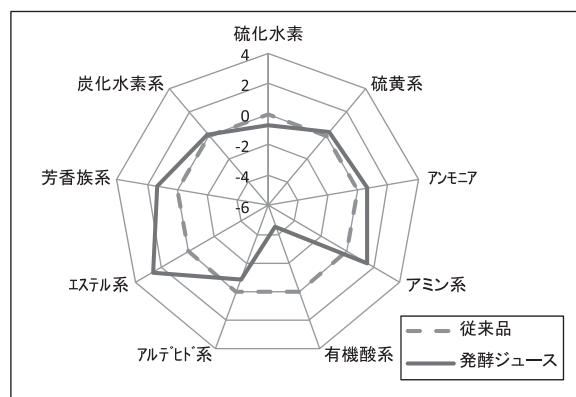 硫化水素
硫黄系
アンモニア
アミン系
有機酸系
アルデヒド系
エステル系
芳香族系
炭化水素系
4
2
0
-2
-4
-6
従来品
発酵ジュース